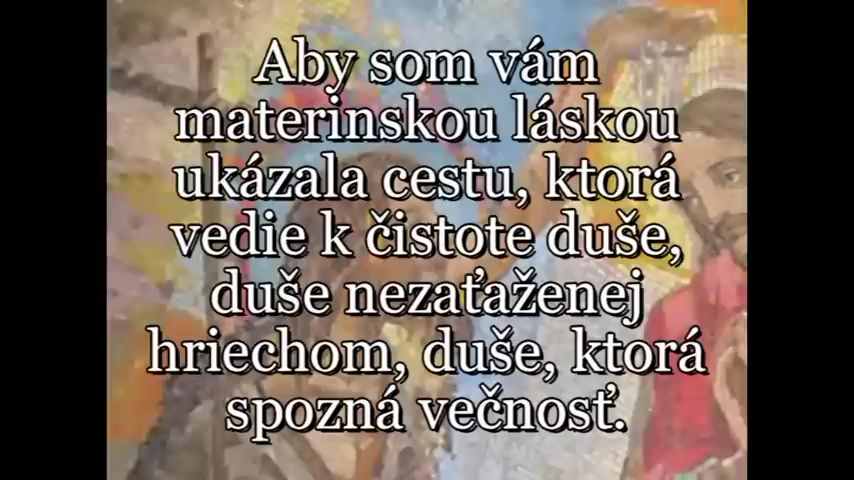 Aby som vám
materinskou láskou
ukázala cestu, ktorá
vedie k čistote duše,
duše nezaťaženej
hriechom, duše, ktorá
spozná večnosť.